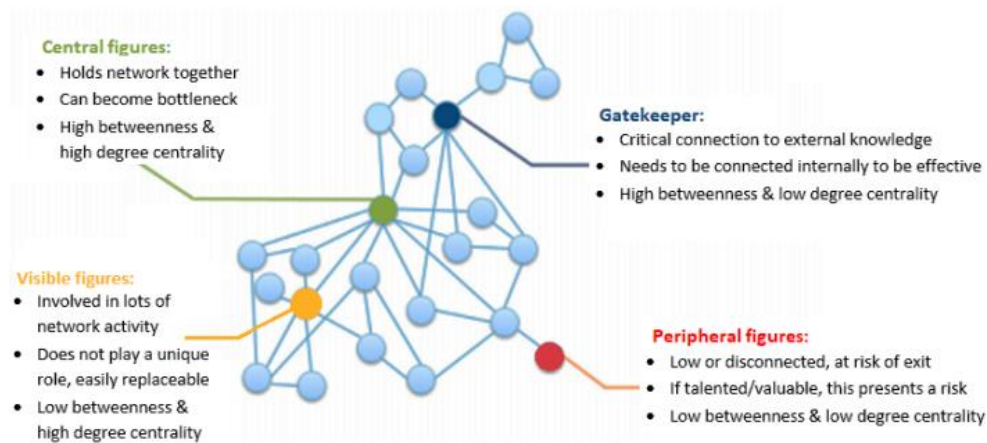 Central figures:
• Holds network together
• Can become bottleneck
• High betweenness &
high degree centrality
Gatekeeper:
• Critical connection to external knowledge
• Needs to be connected internally to be effective
• High betweenness & low degree centrality
Visible figures:
• Involved in lots of
network activity
• Does not play a unique
role, easily replaceable
• Low betweenness &
high degree centrality
Peripheral figures:
• Low or disconnected, at risk of exit
• If talented/valuable, this presents a risk
• Low betweenness & low degree centrality